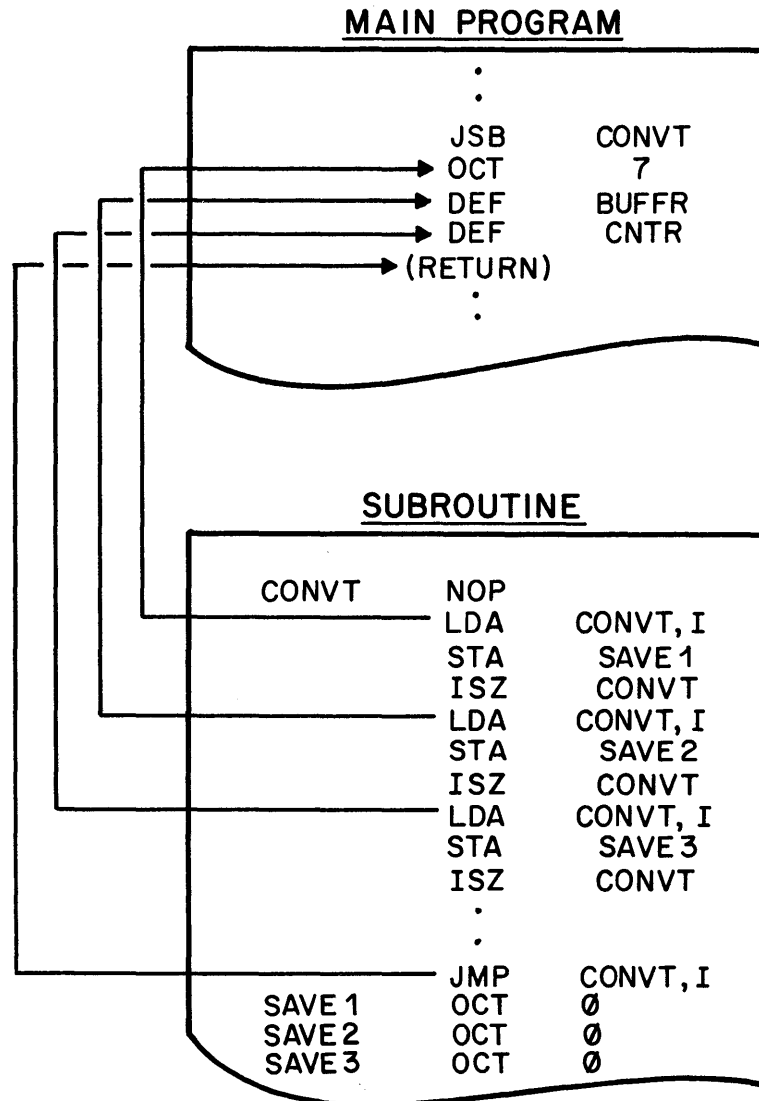 MAIN PROGRAM
.
.
JSB CONVT
OCT 7
DEF BUFFR
DEF CNTR
(RETURN)
.
.
SUBROUTINE
CONVT NOP
LDA CONVT, I
STA SAVE1
ISZ CONVT
LDA CONVT, I
STA SAVE2
ISZ CONVT
LDA CONVT, I
STA SAVE3
ISZ CONVT
.
.
JMP CONVT, I
SAVE1 OCT Ø
SAVE2 OCT Ø
SAVE3 OCT Ø